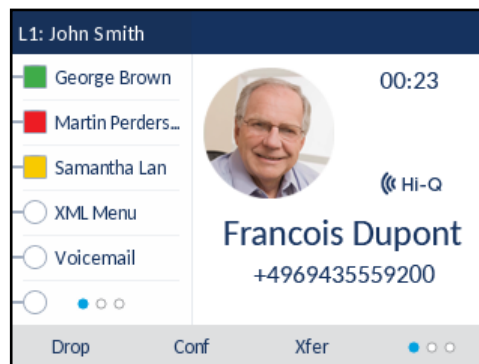 L1: John Smith
George Brown
Martin Perders...
Samantha Lan
XML Menu
Voicemail
00:23
Hi-Q
Francois Dupont
+4969435559200
Drop Conf Xfer